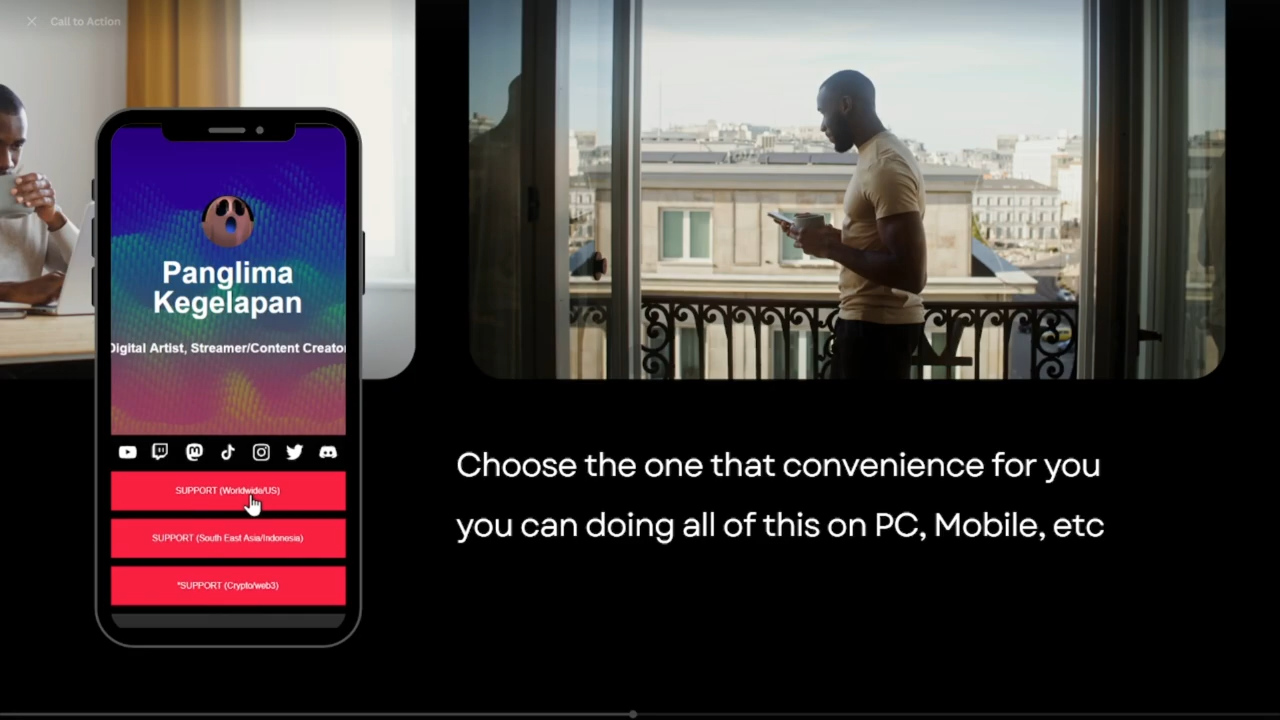 Call to Action
Panglima
Kegelapan
Digital Artist, Streamer/Content Creator
SUPPORT (Worldwide/US)
SUPPORT (South East Asia/Indonesia)
*SUPPORT (Crypto/web3)
Choose the one that convenience for you
you can doing all of this on PC, Mobile, etc